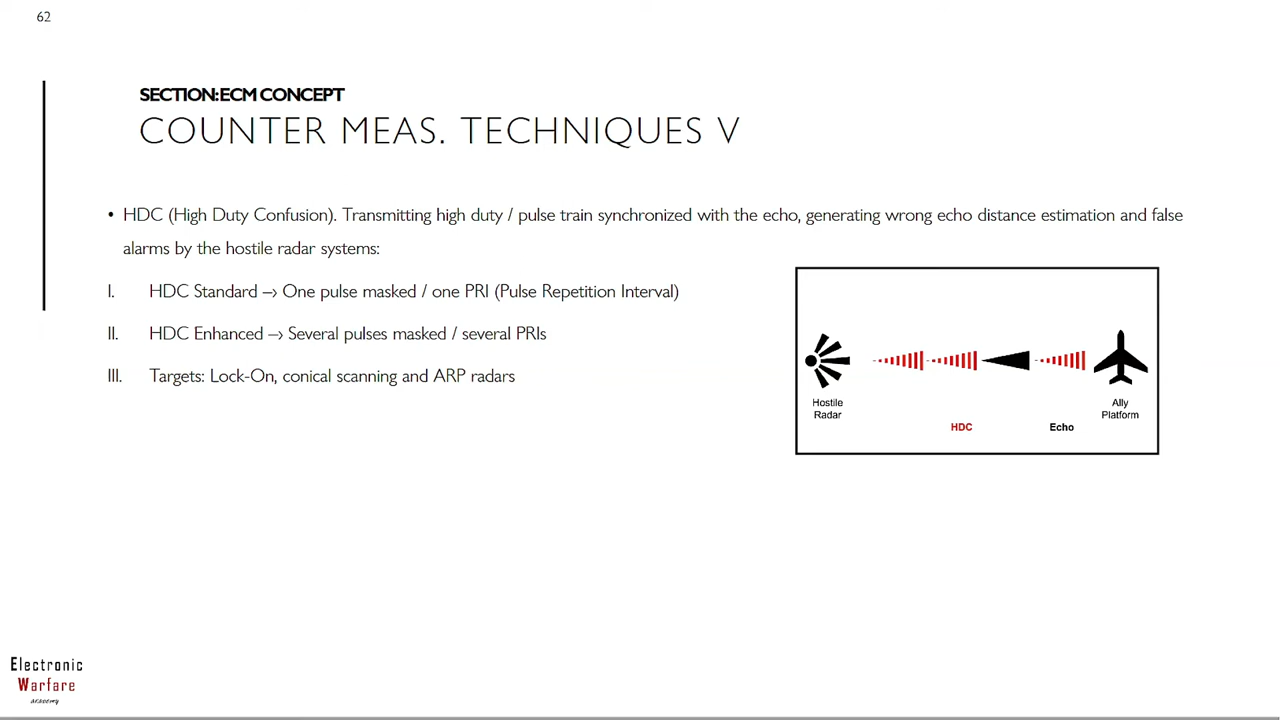 62
SECTION:ECM CONCEPT
COUNTER MEAS. TECHNIQUES V
• HDC (High Duty Confusion). Transmitting high duty / pulse train synchronized with the echo, generating wrong echo distance estimation and false
alarms by the hostile radar systems:
I. HDC Standard –> One pulse masked / one PRI (Pulse Repetition Interval)
II. HDC Enhanced –> Several pulses masked / several PRIs
III. Targets: Lock-On, conical scanning and ARP radars
Hostile
Radar
Ally
Platform
HDC
Echo
Electronic
Warfare
academy